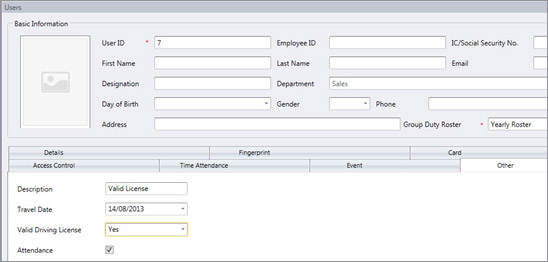 Users
Basic Information
User ID * 7 Employee ID IC/Social Security No.
First Name Last Name Email
Designation Department Sales
Day of Birth Gender Phone
Address Group Duty Roster * Yearly Roster
Details Fingerprint Card
Access Control Time Attendance Event Other
Description Valid License
Travel Date 14/08/2013
Valid Driving License Yes
Attendance